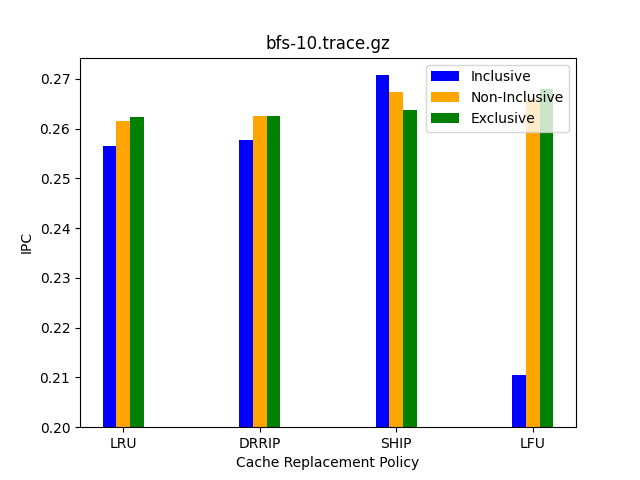 bfs-10.trace.gz
Inclusive
Non-Inclusive
Exclusive
IPC
0.27
0.26
0.25
0.24
0.23
0.22
0.21
0.20
LRU DRRIP SHIP LFU
Cache Replacement Policy